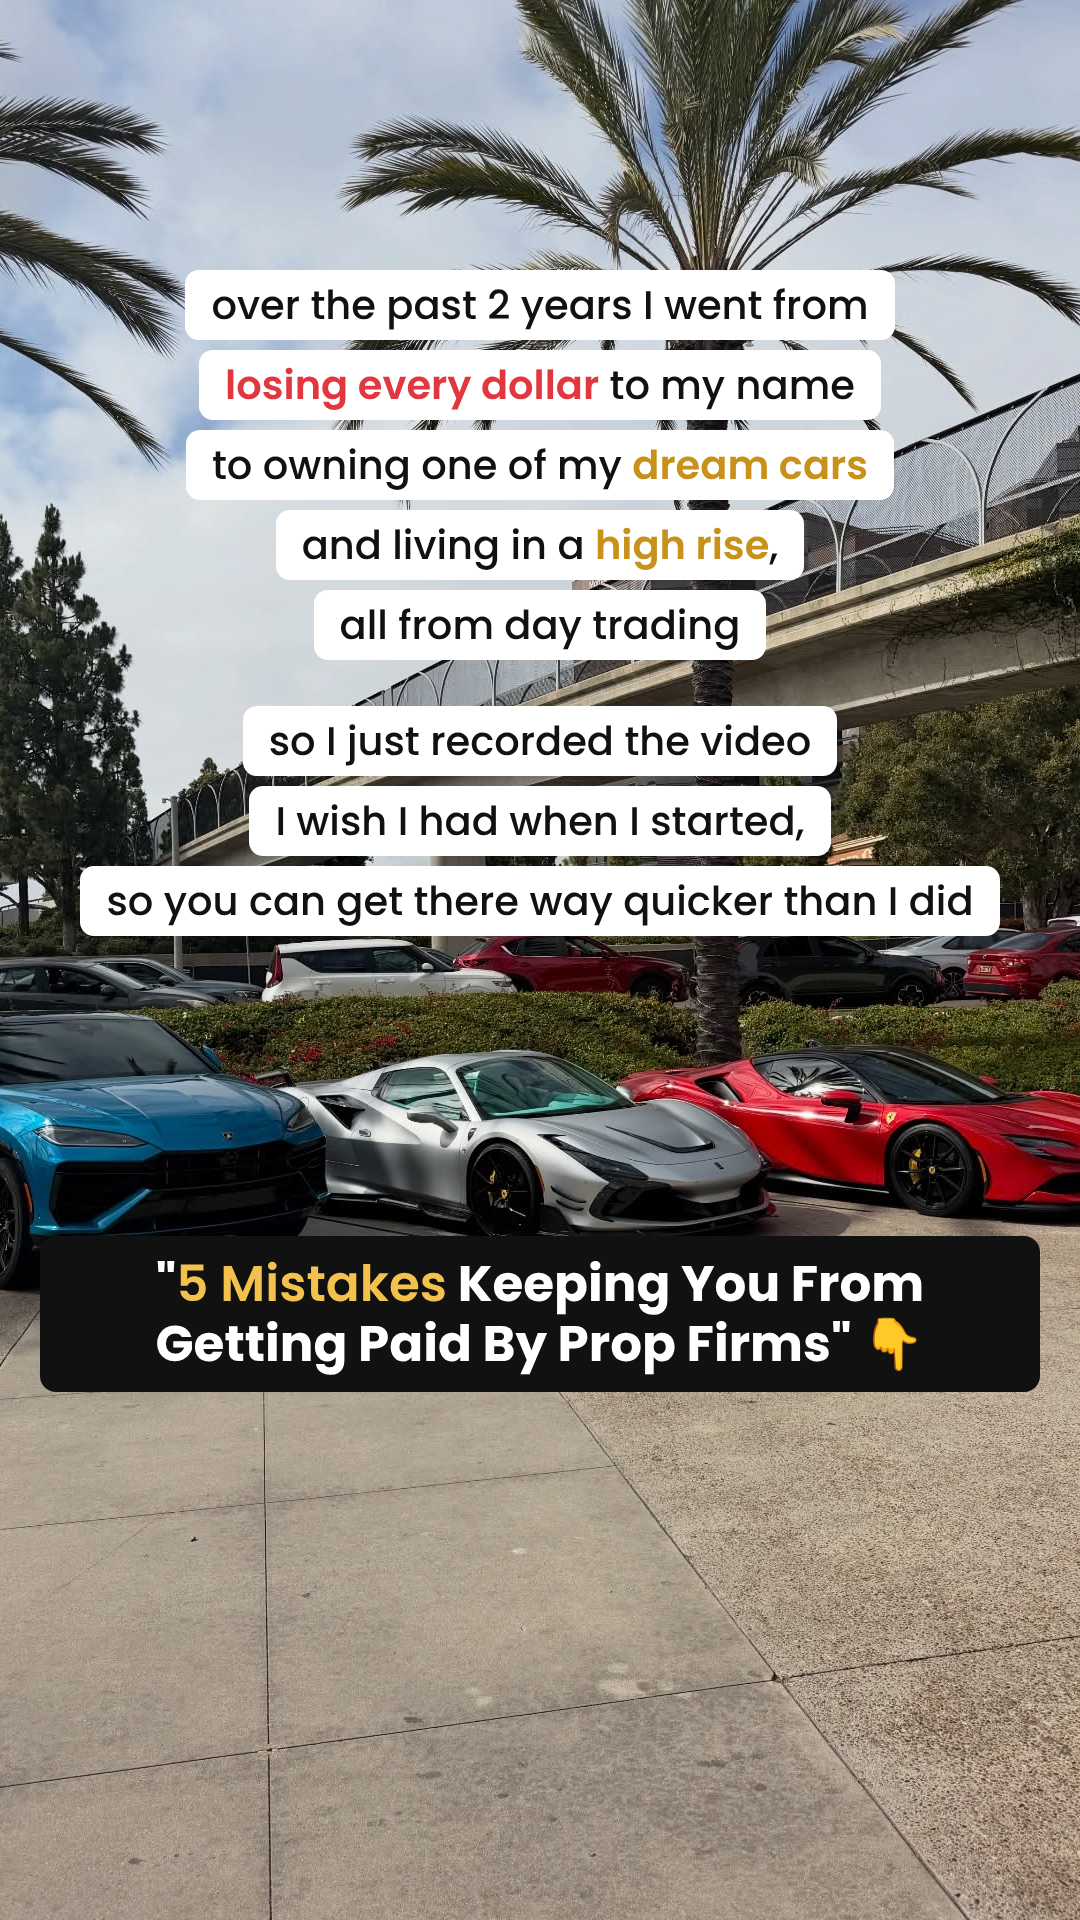 over the past 2 years I went from
losing every dollar to my name
to owning one of my dream cars
and living in a high rise,
all from day trading
so I just recorded the video
I wish I had when I started,
so you can get there way quicker than I did
"5 Mistakes Keeping You From
Getting Paid By Prop Firms" 👇